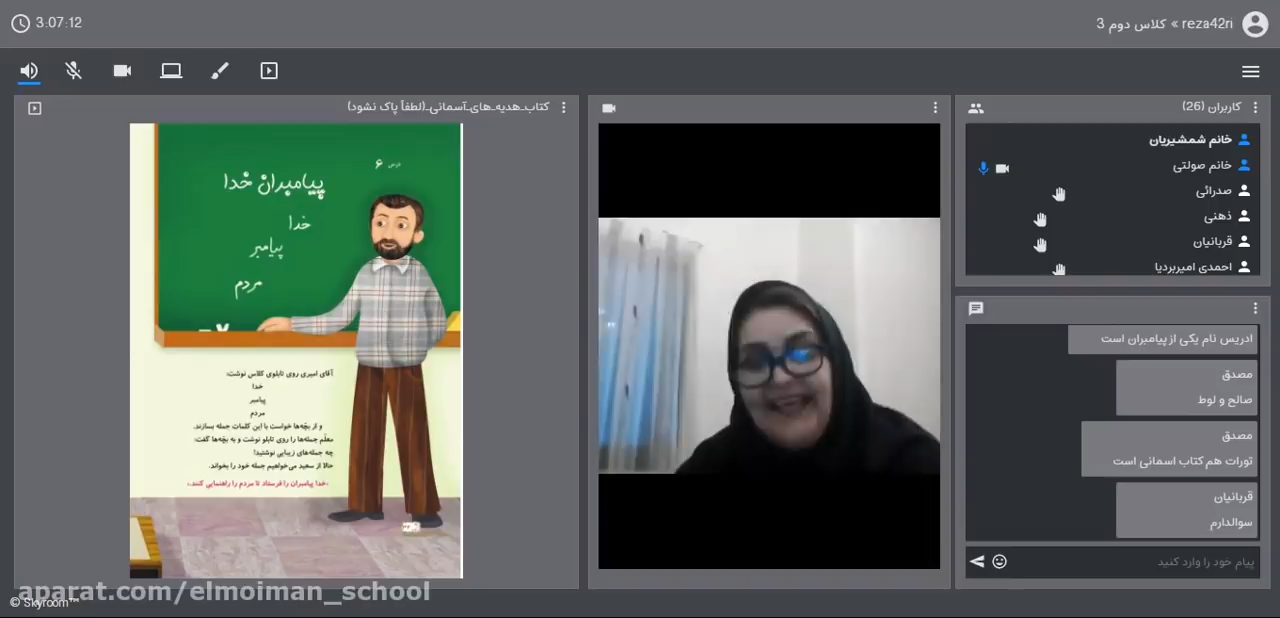 3:07:12
reza42ri » کلاس دوم 3
کتاب_هدیه_های_آسمانی_(لطفاً پاک نشود)
درس ۶
پیامبرانْ خُدا
خدا
پیامبر
مردم
آقای امیری روی تابلوی کلاس نوشت:
خدا
پیامبر
مردم
و از بچّه‌ها خواست با این کلمات جمله بسازند.
معلّم جمله‌ها را روی تابلو نوشت و به بچّه‌ها گفت:
چه جمله‌های زیبایی نوشتید!
حالا از سعید می‌خواهیم جمله خود را بخواند.
«خدا پیامبران را فرستاد تا مردم را راهنمایی کنند.»
کاربران (26)
خانم شمشیریان
خانم صولتی
صدرائی
ذهنی
قربانیان
احمدی امیربردیا
ادریس نام یکی از پیامبران است
مصدق
صالح و لوط
مصدق
تورات هم کتاب اسمانی است
قربانیان
سوالدارم
پیام خود را وارد کنید
aparat.com/elmoiman_school
© Skyroom™